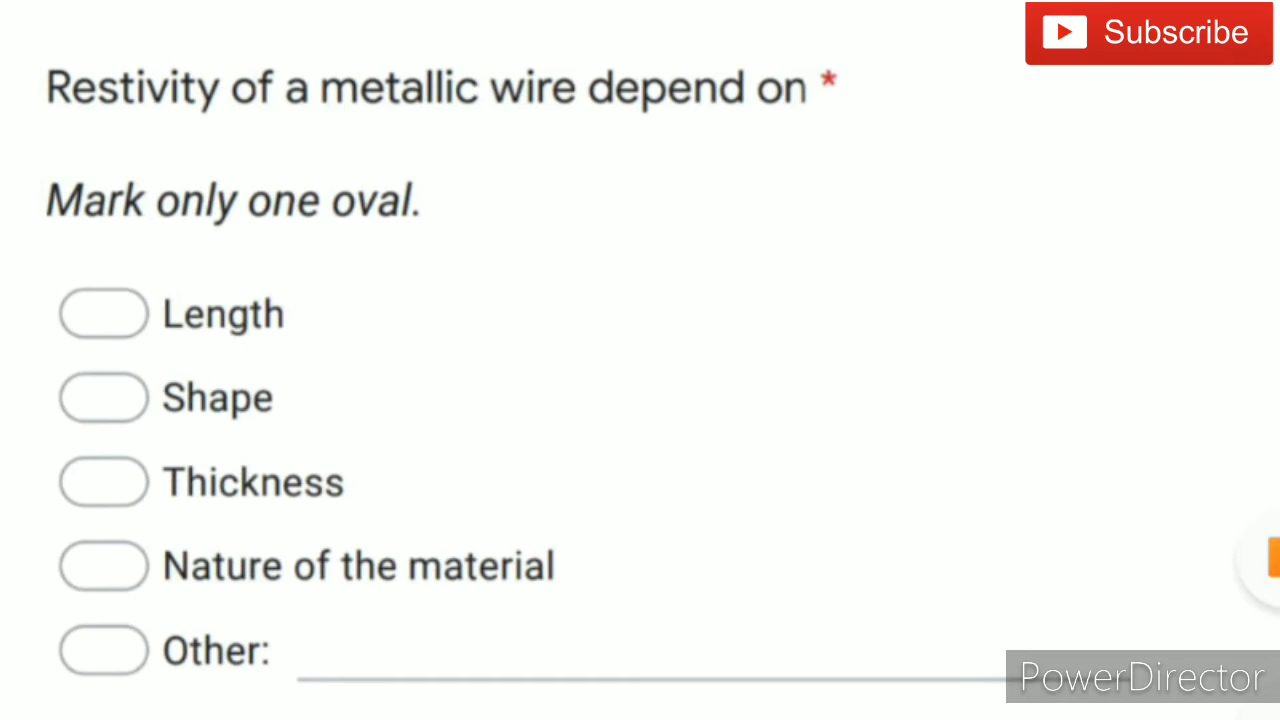 Subscribe
Restivity of a metallic wire depend on *
Mark only one oval.
Length
Shape
Thickness
Nature of the material
Other:
PowerDirector